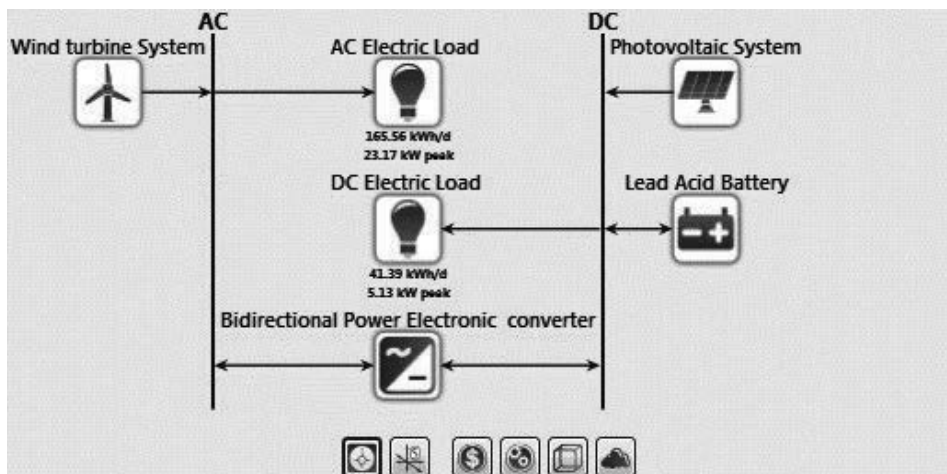 AC
DC
Wind turbine System
AC Electric Load
Photovoltaic System
165.56 kWh/d
23.17 kW peak
DC Electric Load
Lead Acid Battery
41.39 kWh/d
5.13 kW peak
Bidirectional Power Electronic converter